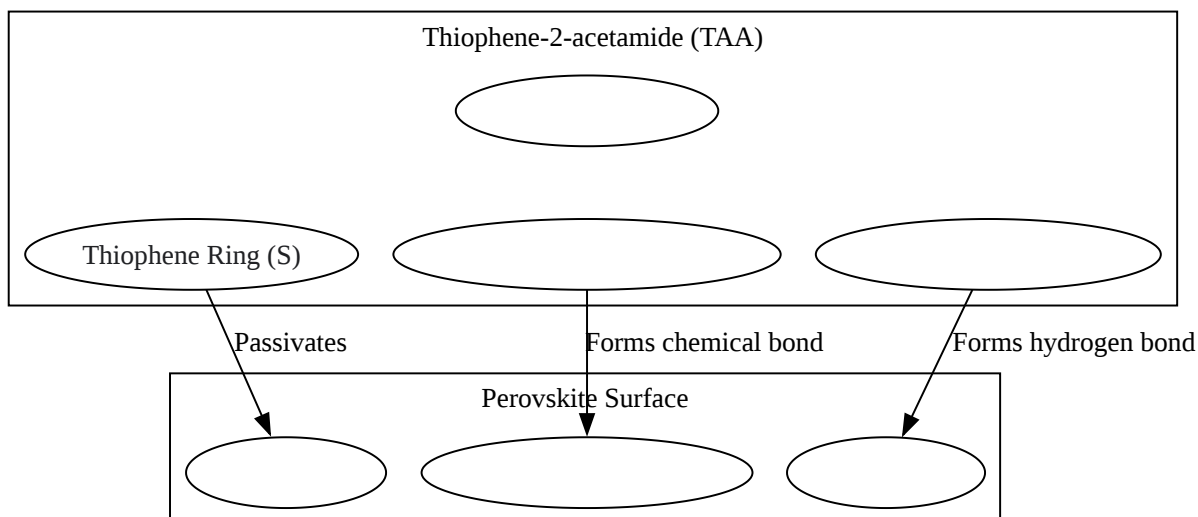 Thiophene-2-acetamide (TAA)
Thiophene Ring (S)
Passivates
Forms chemical bond
Forms hydrogen bond
Perovskite Surface